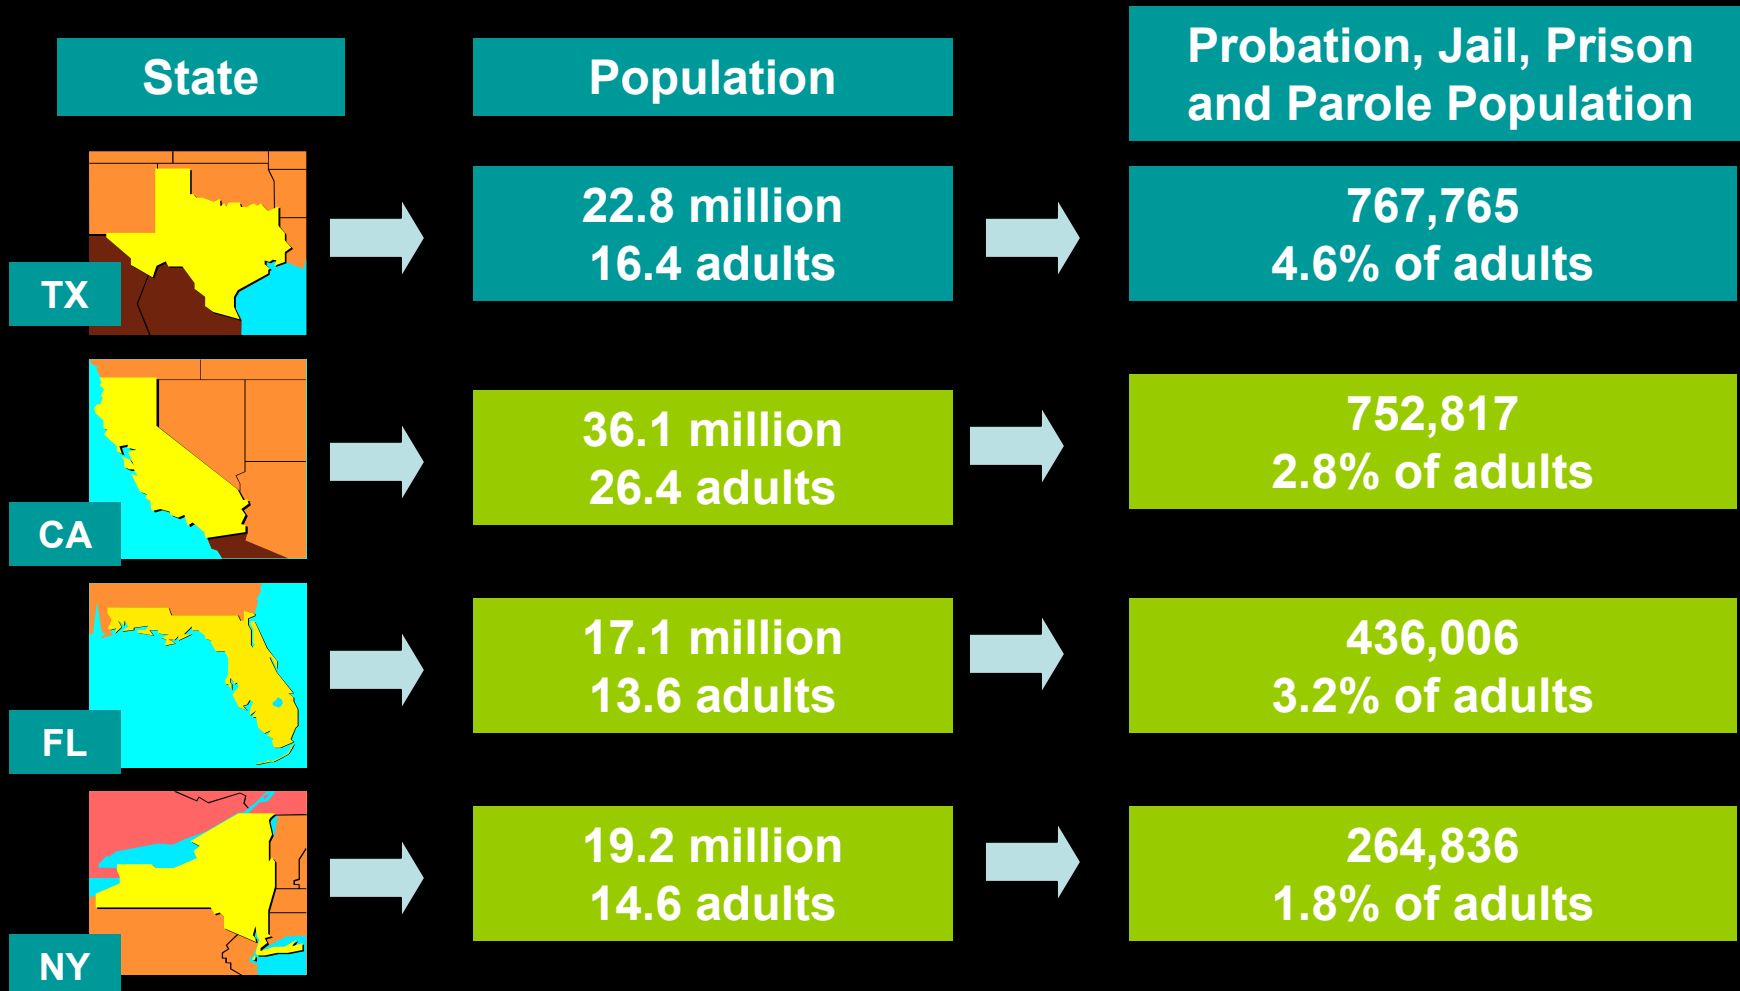 State
Population
Probation, Jail, Prison
and Parole Population
TX
22.8 million
16.4 adults
767,765
4.6% of adults
CA
36.1 million
26.4 adults
752,817
2.8% of adults
FL
17.1 million
13.6 adults
436,006
3.2% of adults
NY
19.2 million
14.6 adults
264,836
1.8% of adults